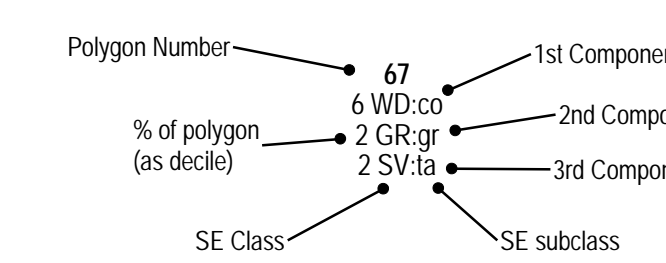 Polygon Number
67
1st Componen
6 WD:co
2nd Compo
% of polygon
(as decile)
2 GR:gr
2 SV:ta
3rd Compon
SE Class
SE subclass